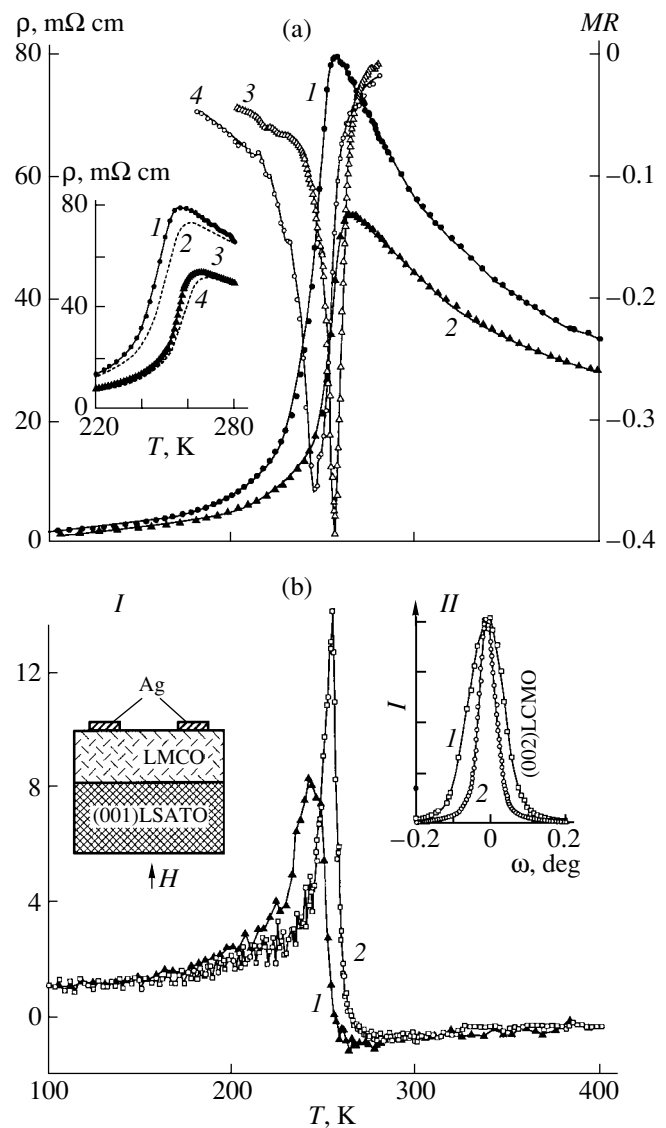 ρ, mΩ cm (a) MR
80 0
1
4 3
60 –0.1
ρ, mΩ cm
80
1 2 3
40 4 –0.2
40
2
0
220 280
T, K
20 –0.3
0 –0.4
200 300
(b)
I II
12
Ag
LMCO
(001)LSATO
H
I
1
2
(002)LCMO
8
–0.2 0 0.2
ω, deg
4
2
1
0
100 200 300 400
T, K